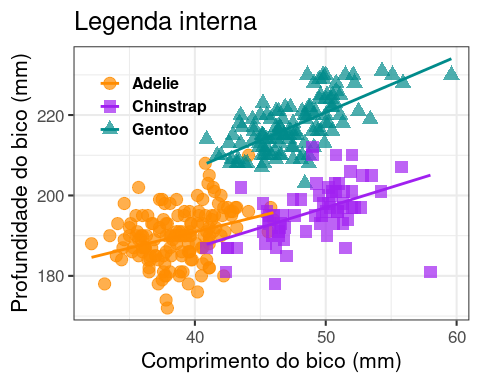 Legenda interna
Profundidade do bico (mm)
Adelie
Chinstrap
Gentoo
220
200
180
40
50
60
Comprimento do bico (mm)